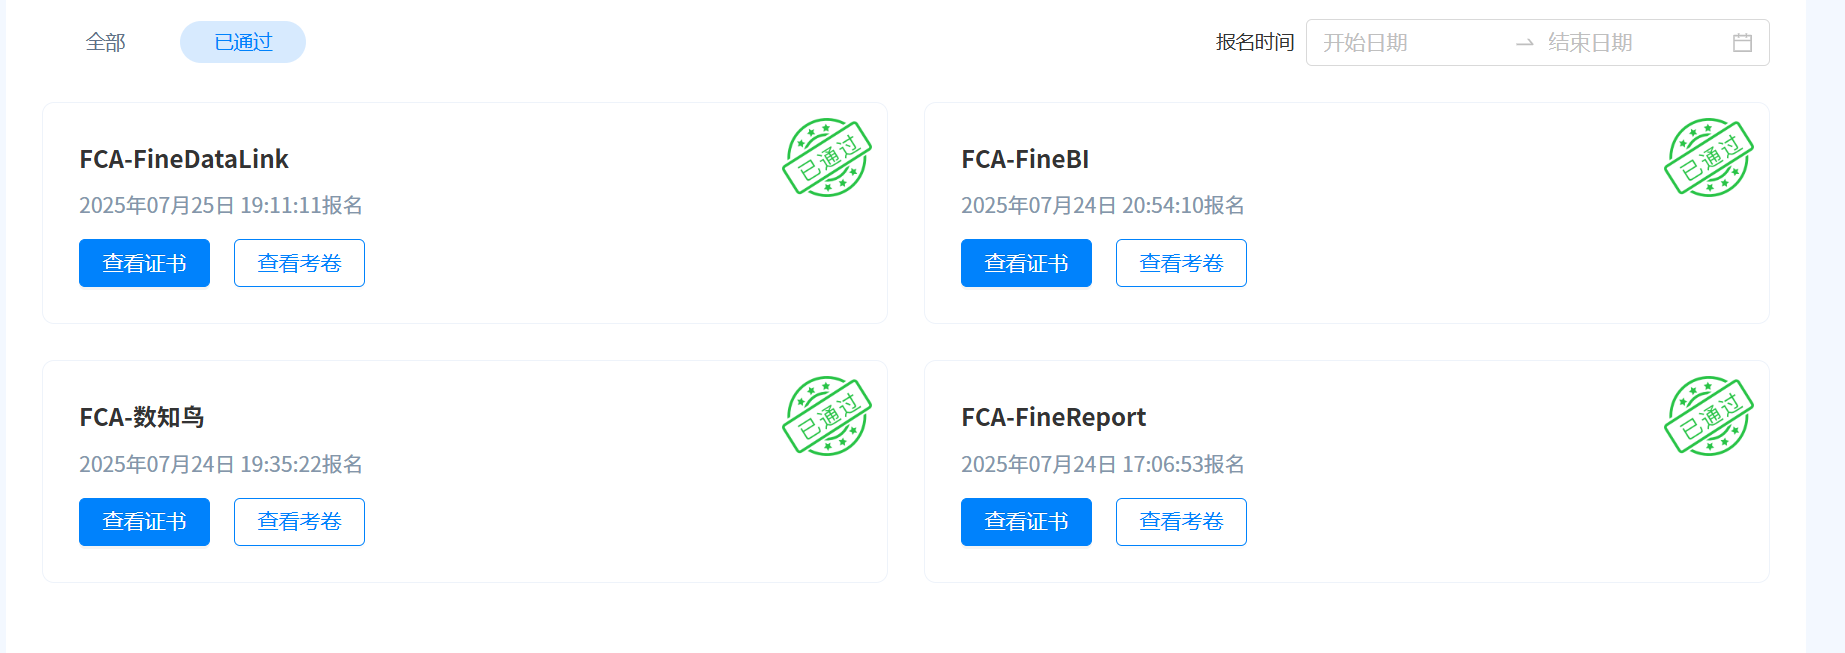 全部 已通过 报名时间 开始日期 → 结束日期
FCA-FineDataLink
已通过
2025年07月25日 19:11:11报名
查看证书 查看考卷
FCA-FineBI
已通过
2025年07月24日 20:54:10报名
查看证书 查看考卷
FCA-数知鸟
已通过
2025年07月24日 19:35:22报名
查看证书 查看考卷
FCA-FineReport
已通过
2025年07月24日 17:06:53报名
查看证书 查看考卷